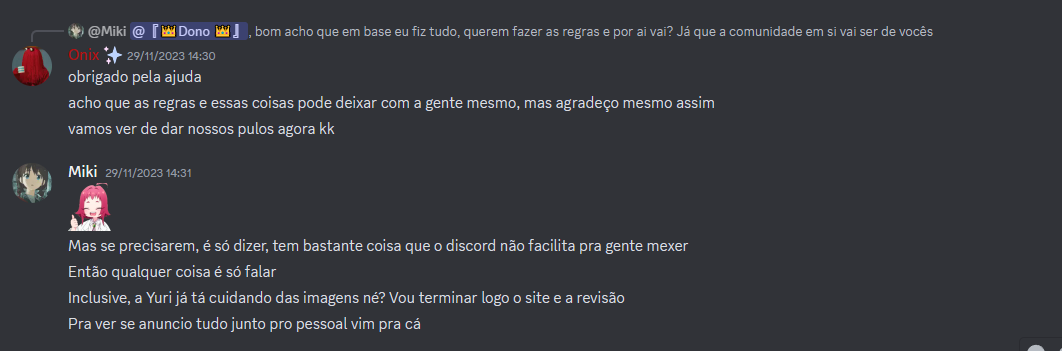 @Miki @『👑Dono 👑』, bom acho que em base eu fiz tudo, querem fazer as regras e por ai vai? Já que a comunidade em si vai ser de vocês
Onix 29/11/2023 14:30
obrigado pela ajuda
acho que as regras e essas coisas pode deixar com a gente mesmo, mas agradeço mesmo assim
vamos ver de dar nossos pulos agora kk
Miki 29/11/2023 14:31
Mas se precisarem, é só dizer, tem bastante coisa que o discord não facilita pra gente mexer
Então qualquer coisa é só falar
Inclusive, a Yuri já tá cuidando das imagens né? Vou terminar logo o site e a revisão
Pra ver se anuncio tudo junto pro pessoal vim pra cá